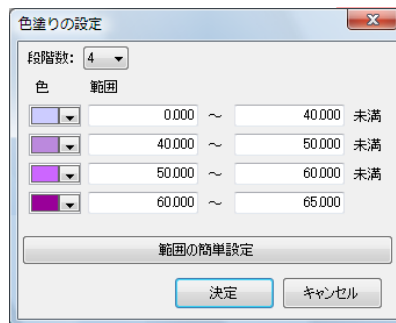 色塗りの設定
段階数: 4
色 範囲
0.000 ～ 40.000 未満
40.000 ～ 50.000 未満
50.000 ～ 60.000 未満
60.000 ～ 65.000
範囲の簡単設定
決定 キャンセル